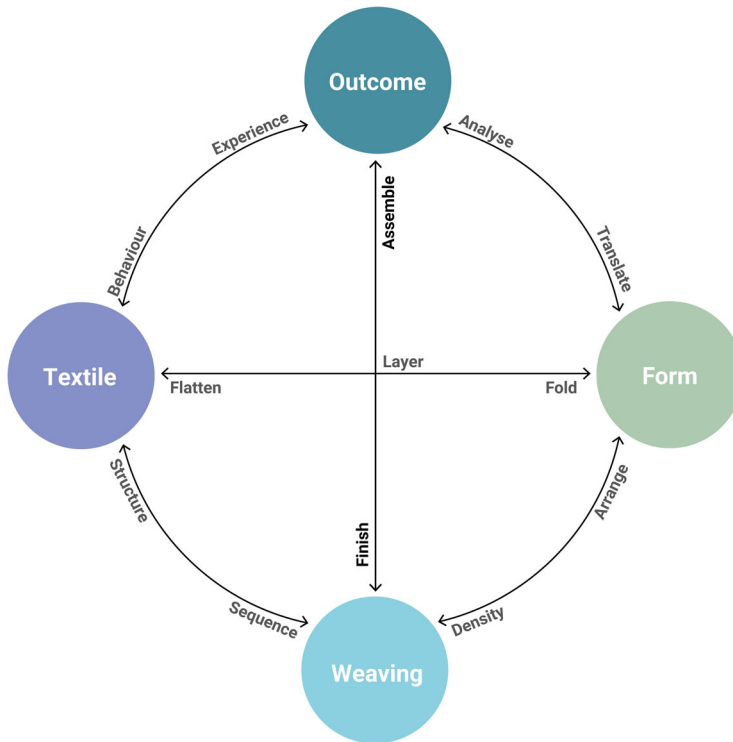 Outcome
Experience
Analyse
Assemble
Behaviour
Translate
Layer
Textile
Flatten
Fold
Form
Structure
Arrange
Finish
Sequence
Density
Weaving